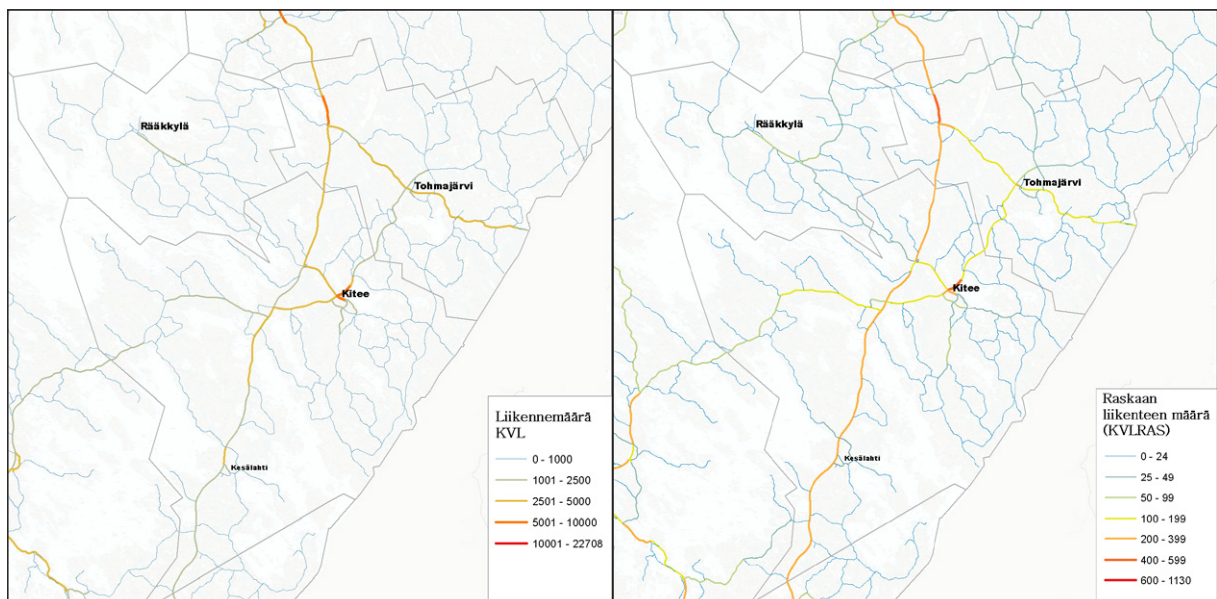 Rääkkylä
Tohmajärvi
Kitee
Kesälahti
Liikennemäärä
KVL
0 - 1000
1001 - 2500
2501 - 5000
5001 - 10000
10001 - 22708
Rääkkylä
Tohmajärvi
Kitee
Kesälahti
Raskaan
liikenteen määrä
(KVLRAS)
0 - 24
25 - 49
50 - 99
100 - 199
200 - 399
400 - 599
600 - 1130